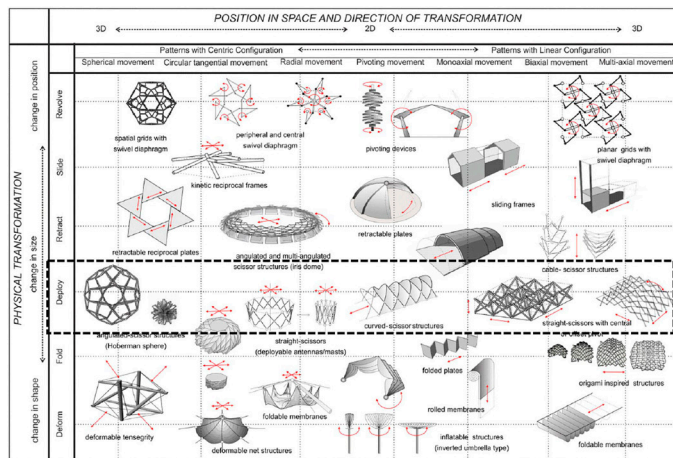 POSITION IN SPACE AND DIRECTION OF TRANSFORMATION
3D 2D 3D
Patterns with Centric Configuration Patterns with Linear Configuration
Spherical movement Circular tangential movement Radial movement Pivoting movement Monoaxial movement Biaxial movement Multi-axial movement
PHYSICAL TRANSFORMATION
change in position
change in size
change in shape
Revolve
Slide
Retract
Deploy
Fold
Deform
spatial grids with
swivel diaphragm
peripheral and central
swivel diaphragm
pivoting devices
planar grids with
swivel diaphragm
kinetic reciprocal frames
sliding frames
retractable reciprocal plates
angulated and multi-angulated
scissor structures (iris dome)
retractable plates
cable- scissor structures
angulated-scissor structures
(Hoberman sphere)
straight-scissors
(deployable antennas/masts)
curved-scissor structures
straight-scissors with central
folded plates
origami inspired structures
foldable membranes
rolled membranes
deformable tensegrity
deformable net structures
inflatable structures
(inverted umbrella type)
foldable membranes